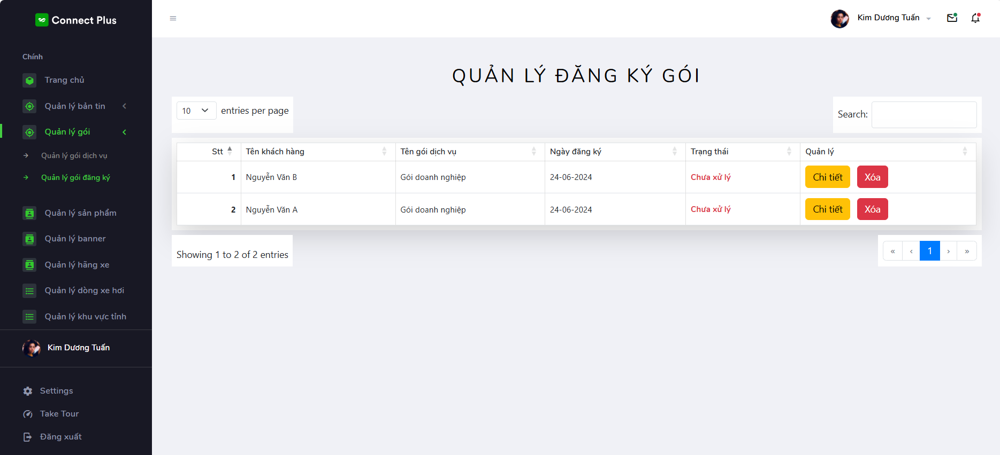 Connect Plus
Chính
Trang chủ
Quản lý bản tin
Quản lý gói
Quản lý gói dịch vụ
Quản lý gói đăng ký
Quản lý sản phẩm
Quản lý banner
Quản lý hãng xe
Quản lý dòng xe hơi
Quản lý khu vực tỉnh
Kim Dương Tuấn
Settings
Take Tour
Đăng xuất
Kim Dương Tuấn
QUẢN LÝ ĐĂNG KÝ GÓI
10 entries per page
Search:
Stt Tên khách hàng Tên gói dịch vụ Ngày đăng ký Trạng thái Quản lý
1 Nguyễn Văn B Gói doanh nghiệp 24-06-2024 Chưa xử lý Chi tiết Xóa
2 Nguyễn Văn A Gói doanh nghiệp 24-06-2024 Chưa xử lý Chi tiết Xóa
Showing 1 to 2 of 2 entries
« ‹ 1 › »